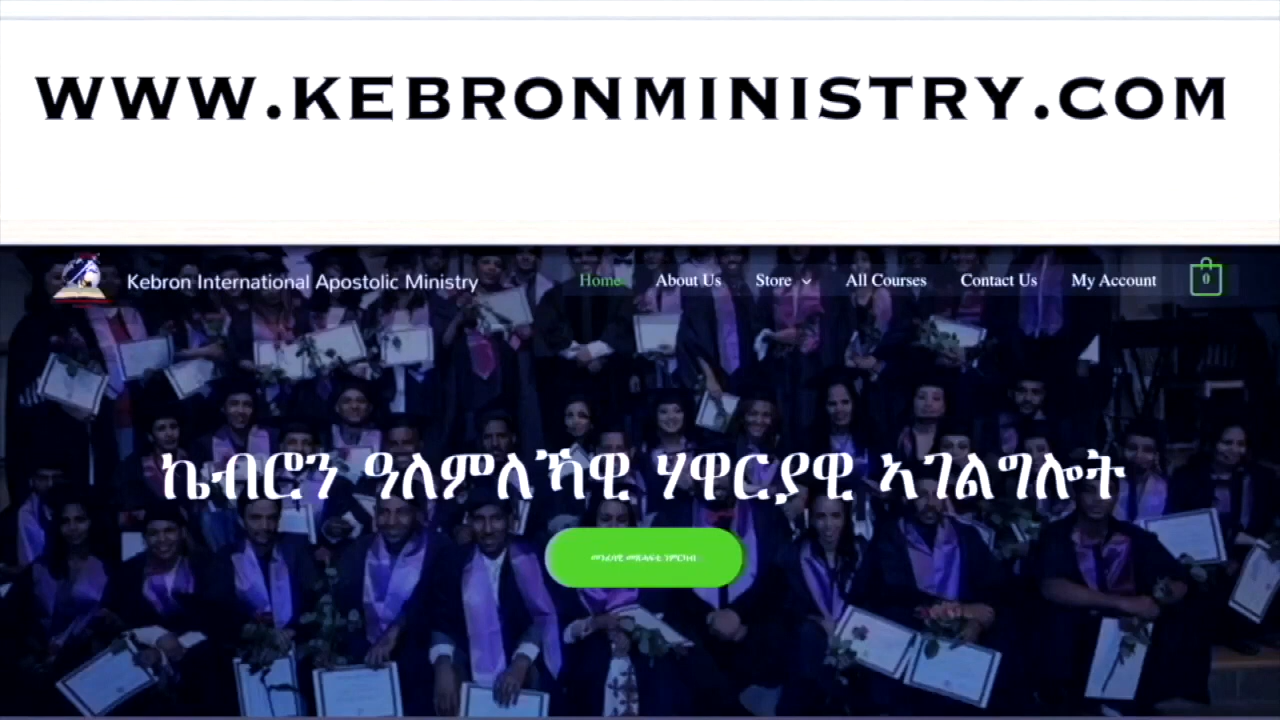 WWW.KEBRONMINISTRY.COM
Kebron International Apostolic Ministry Home About Us Store All Courses Contact Us My Account 0
ኬብሮን ዓለምለኻዊ ሃዋርያዊ ኣገልግሎት